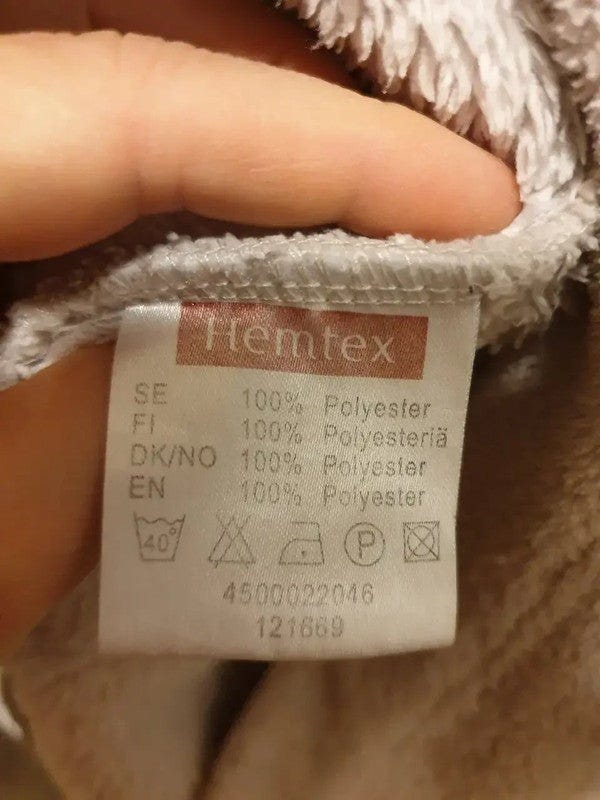 Hemtex
SE 100% Polyester
FI 100% Polyesteriä
DK/NO 100% Polyester
EN 100% Polyester
40° P
4500022046
121669